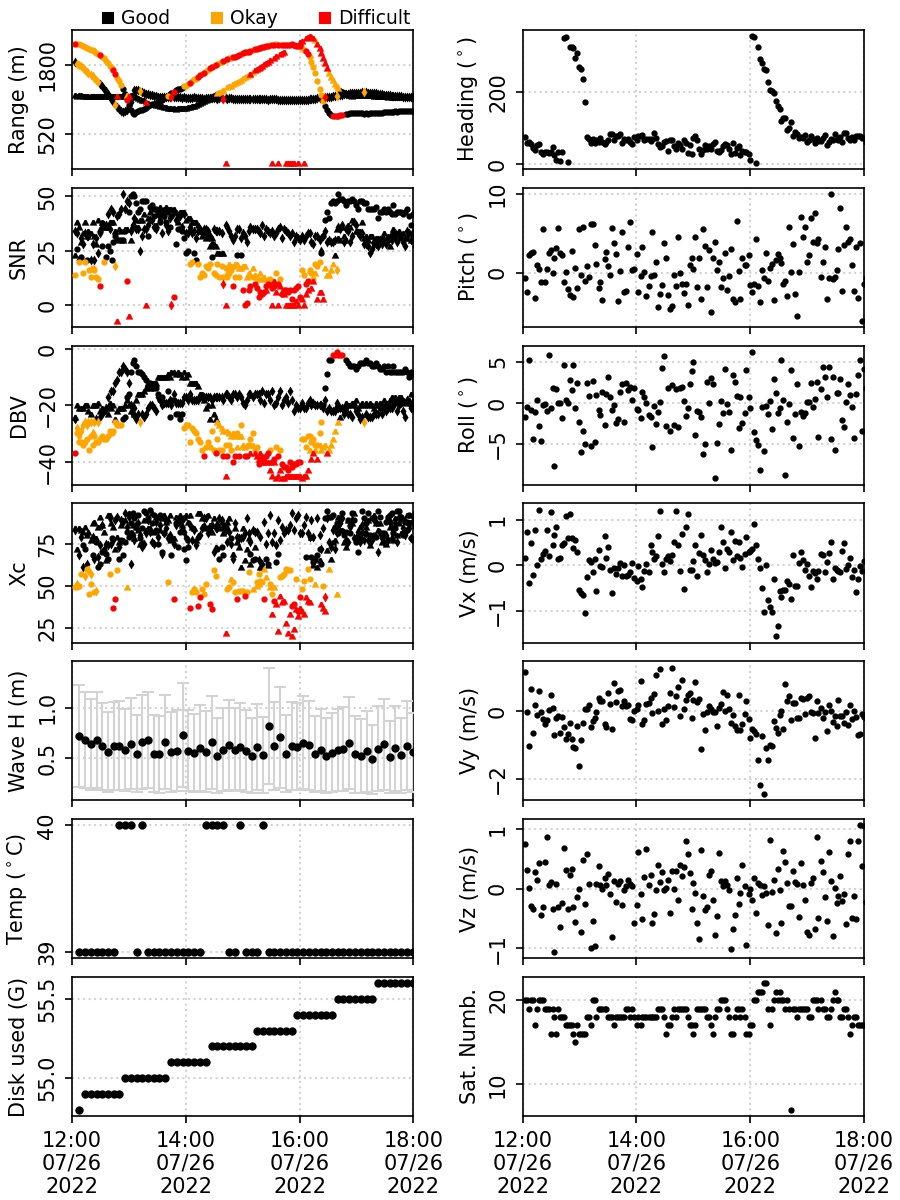 Good Okay Difficult
Range (m)
1800
520
Heading (°)
200
0
SNR
50
25
0
Pitch (°)
10
0
DBV
0
−20
−40
Roll (°)
5
0
−5
Xc
75
50
25
Vx (m/s)
1
0
−1
Wave H (m)
1.0
0.5
Vy (m/s)
0
−2
Temp (°C)
40
39
Vz (m/s)
1
0
−1
Disk used (G)
55.5
55.0
Sat. Numb.
20
10
12:00 14:00 16:00 18:00 12:00 14:00 16:00 18:00
07/26 07/26 07/26 07/26 07/26 07/26 07/26 07/26
2022 2022 2022 2022 2022 2022 2022 2022